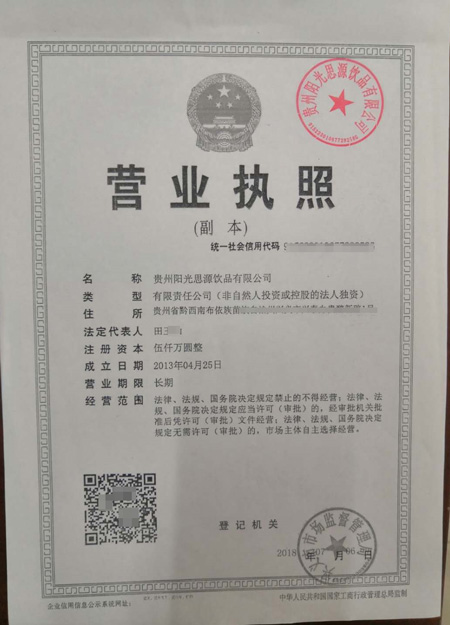 贵州阳光思源饮品有限公司
营业执照
(副 本)
统一社会信用代码 9
名 称 贵州阳光思源饮品有限公司
类 型 有限责任公司（非自然人投资或控股的法人独资）
住 所 贵州省黔西南布依族苗
法定代表人 田
注册资本 伍仟万圆整
成立日期 2013年04月25日
营业期限 长期
经营范围 法律、法规、国务院决定规定禁止的不得经营；法律、法
规、国务院决定规定应当许可（审批）的，经审批机关批
准后凭许可（审批）文件经营；法律、法规、国务院决定
规定无需许可（审批）的，市场主体自主选择经营。
登记机关
市场监督管理
2018 年 月 06 日
企业信用信息公示系统网址：
中华人民共和国国家工商行政管理总局监制